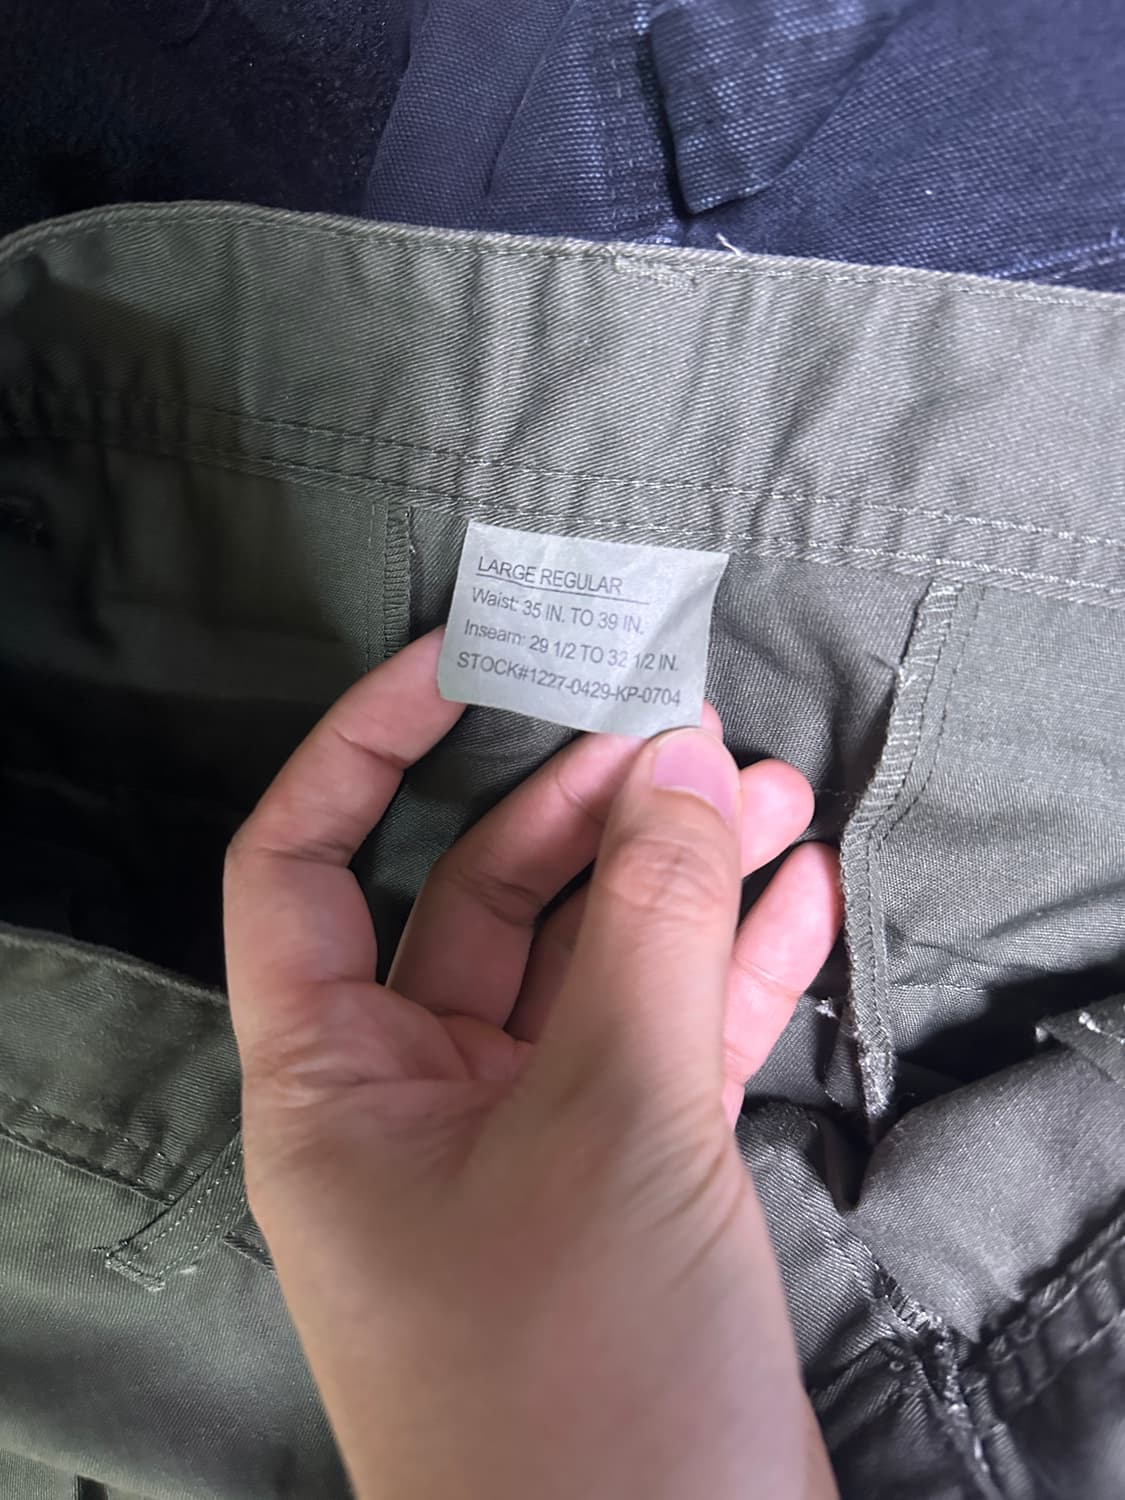 LARGE REGULAR
Waist: 35 IN. TO 39 IN.
Inseam: 29 1/2 TO 32 1/2 IN.
STOCK#1227-0429-KP-0704